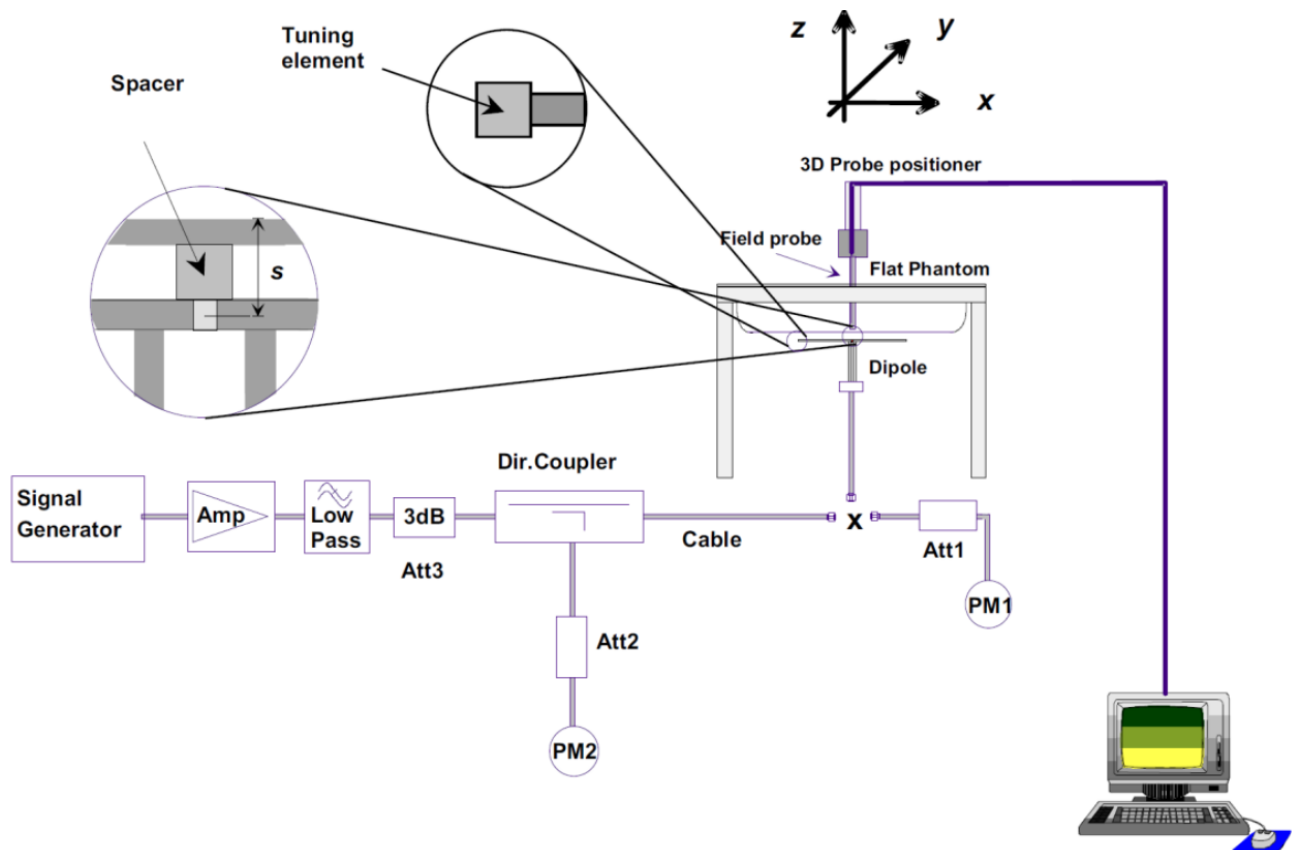 Tuning
element
Spacer
z
y
x
3D Probe positioner
Field probe
Flat Phantom
s
Dipole
Dir.Coupler
Signal
Generator
Amp
Low
Pass
3dB
Att3
Cable
x
Att1
PM1
Att2
PM2